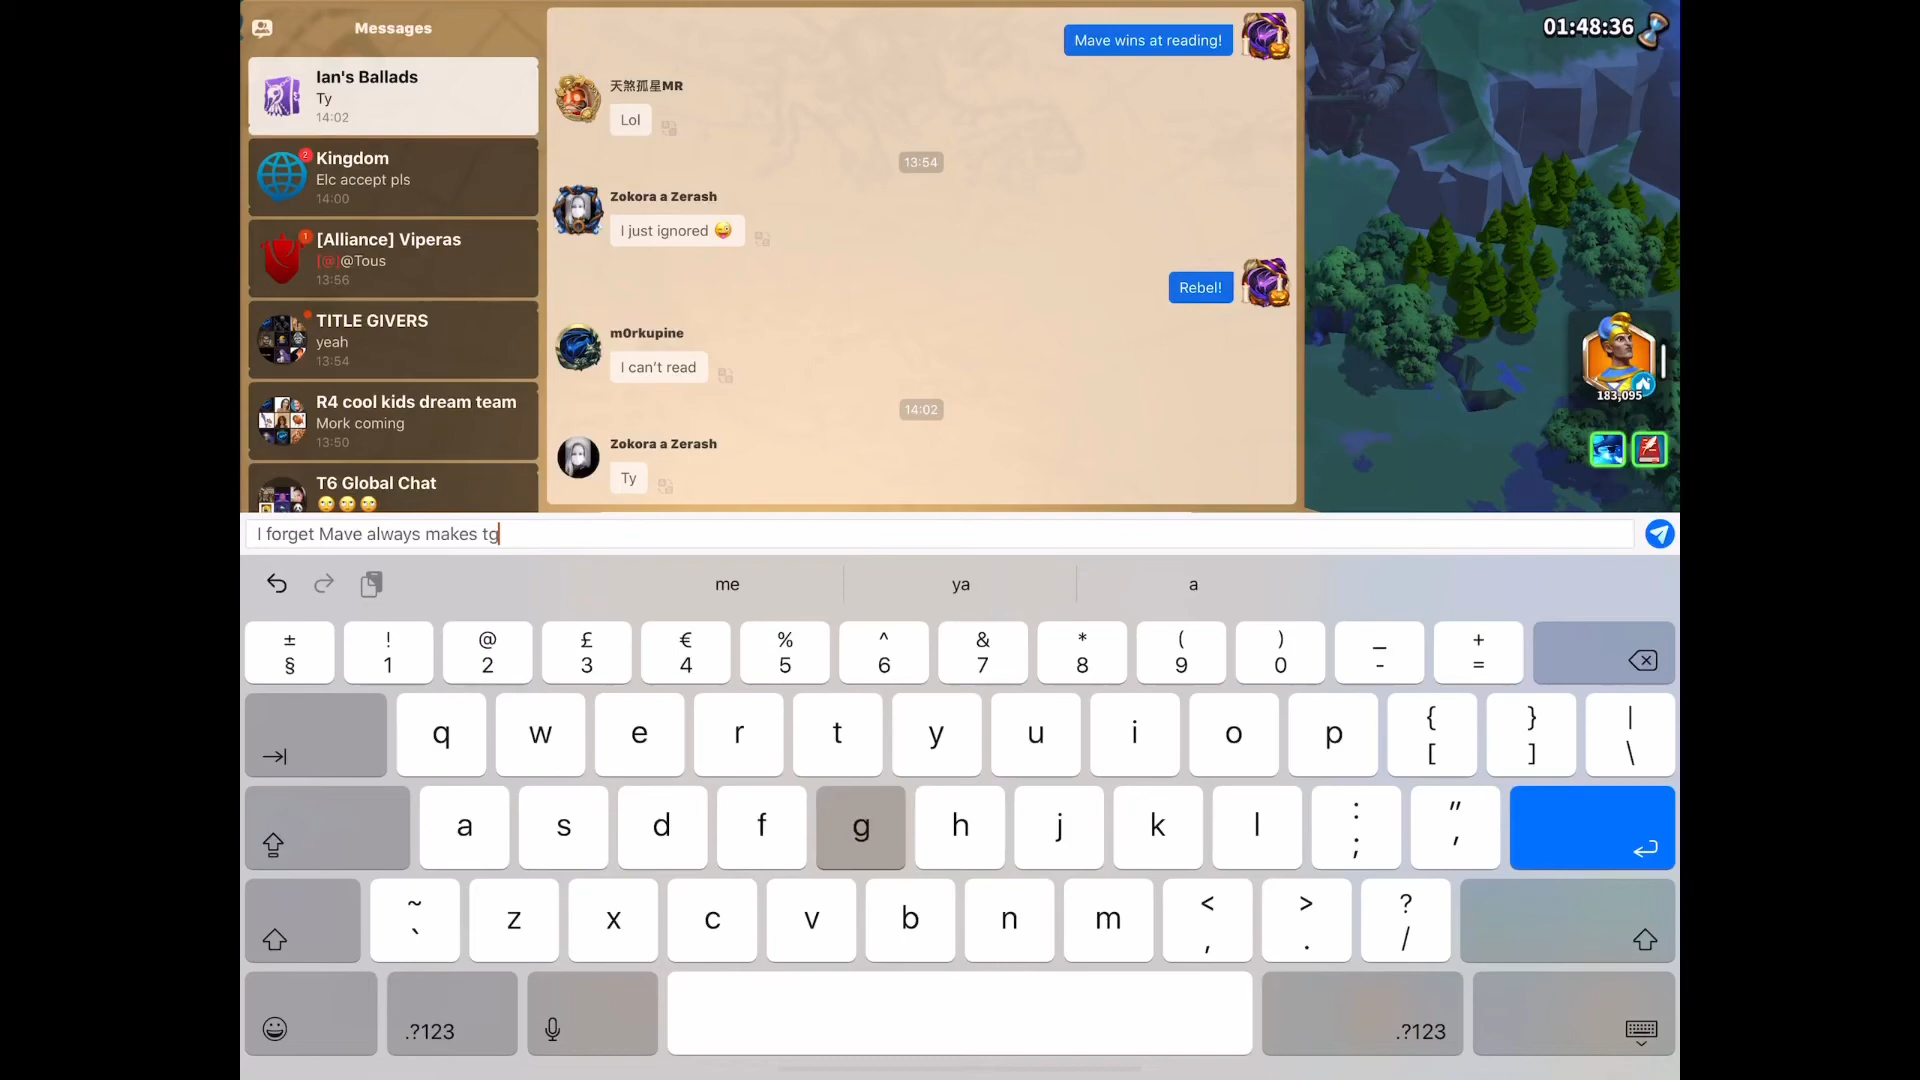 Messages
Ian's Ballads
Ty
14:02
2
Kingdom
Elc accept pls
14:00
1
[Alliance] Viperas
[@]@Tous
13:56
TITLE GIVERS
yeah
13:54
R4 cool kids dream team
Mork coming
13:50
T6 Global Chat
🙄🙄🙄
Mave wins at reading!
天煞孤星MR
Lol
13:54
Zokora a Zerash
I just ignored 😜
Rebel!
m0rkupine
I can't read
14:02
Zokora a Zerash
Ty
01:48:36
183,095
I forget Mave always makes tg
me ya a
± ! @ £ € % ^ & * ( ) _ +
§ 1 2 3 4 5 6 7 8 9 0 - =
q w e r t y u i o p { [ } ] | \
a s d f g h j k l : ; " '
~ ` z x c v b n m < , > . ? /
.?123 .?123